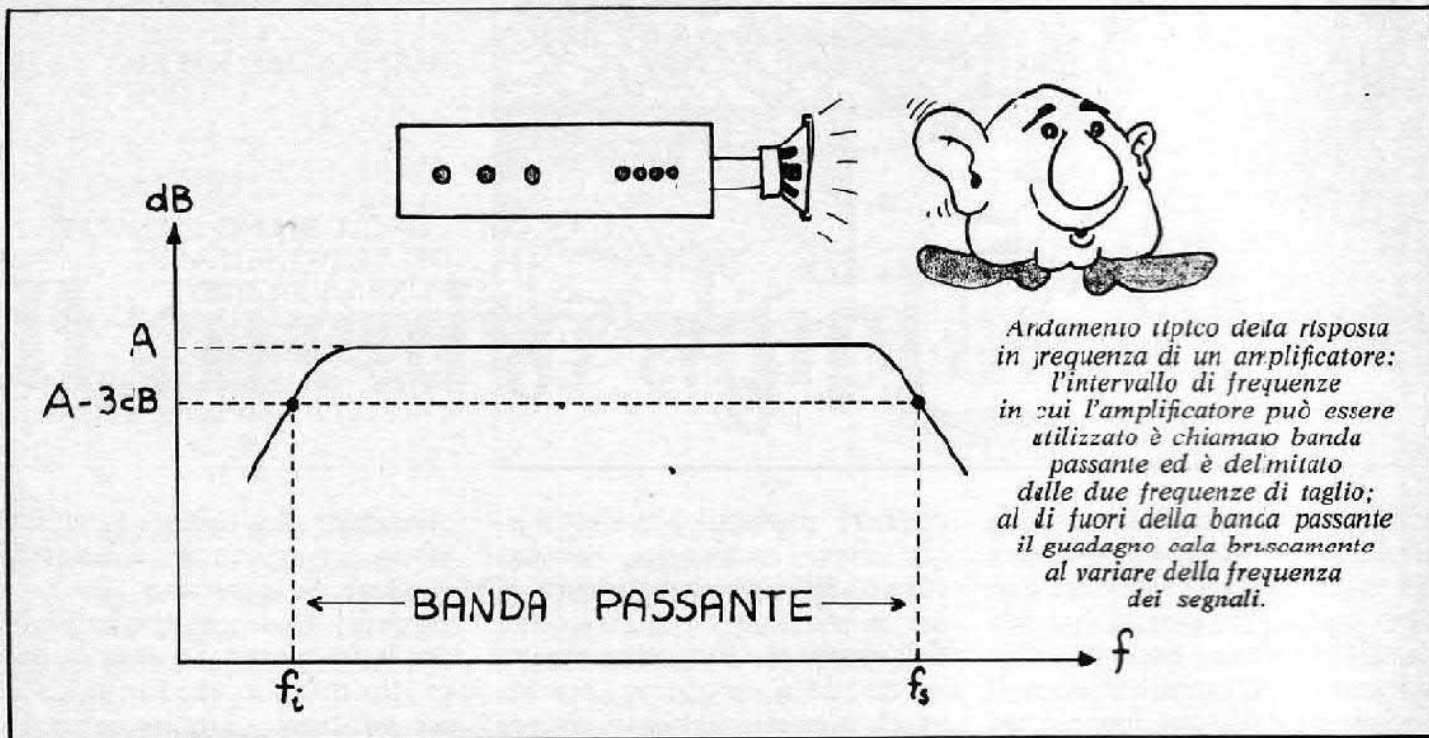 dB
A
A-3dB
BANDA PASSANTE
fi
fs
f
Andamento tipico della risposta
in frequenza di un amplificatore:
l'intervallo di frequenze
in cui l'amplificatore può essere
utilizzato è chiamato banda
passante ed è delimitato
dalle due frequenze di taglio;
al di fuori della banca passante
il guadagno cala bruscamente
al variare della frequenza
dei segnali.